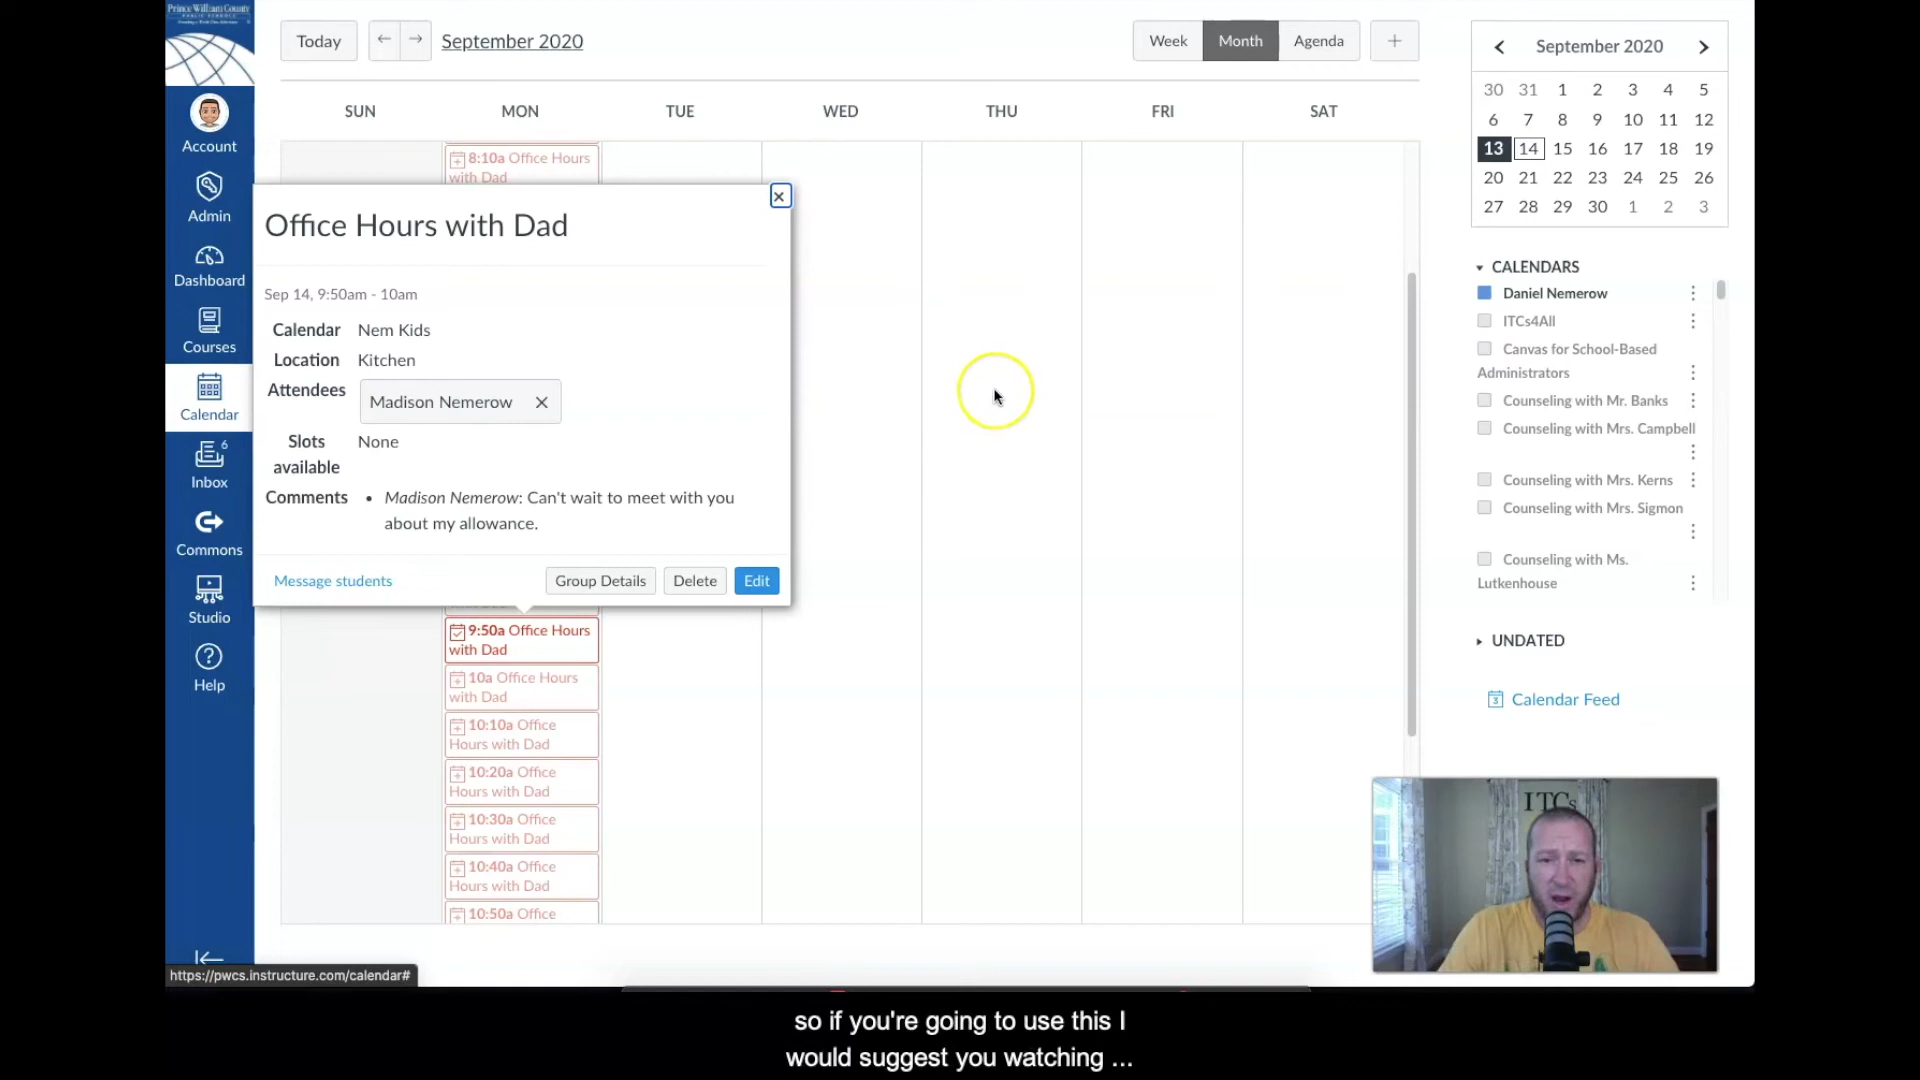 Prince William County
PUBLIC SCHOOLS
Today
←
→
September 2020
Week
Month
Agenda
+
SUN
MON
TUE
WED
THU
FRI
SAT
8:10a Office Hours
with Dad
Office Hours with Dad
Sep 14, 9:50am - 10am
Calendar Nem Kids
Location Kitchen
Attendees Madison Nemerow
Slots None
available
Comments • Madison Nemerow: Can't wait to meet with you
about my allowance.
Message students
Group Details
Delete
Edit
9:50a Office Hours
with Dad
10a Office Hours
with Dad
10:10a Office
Hours with Dad
10:20a Office
Hours with Dad
10:30a Office
Hours with Dad
10:40a Office
Hours with Dad
10:50a Office
Account
Admin
Dashboard
Courses
Calendar
6
Inbox
Commons
Studio
Help
https://pwcs.instructure.com/calendar#
September 2020
30 31 1 2 3 4 5
6 7 8 9 10 11 12
13 14 15 16 17 18 19
20 21 22 23 24 25 26
27 28 29 30 1 2 3
CALENDARS
Daniel Nemerow
ITCs4All
Canvas for School-Based
Administrators
Counseling with Mr. Banks
Counseling with Mrs. Campbell
Counseling with Mrs. Kerns
Counseling with Mrs. Sigmon
Counseling with Ms.
Lutkenhouse
UNDATED
3
Calendar Feed
ITCs
so if you're going to use this I
would suggest you watching ...